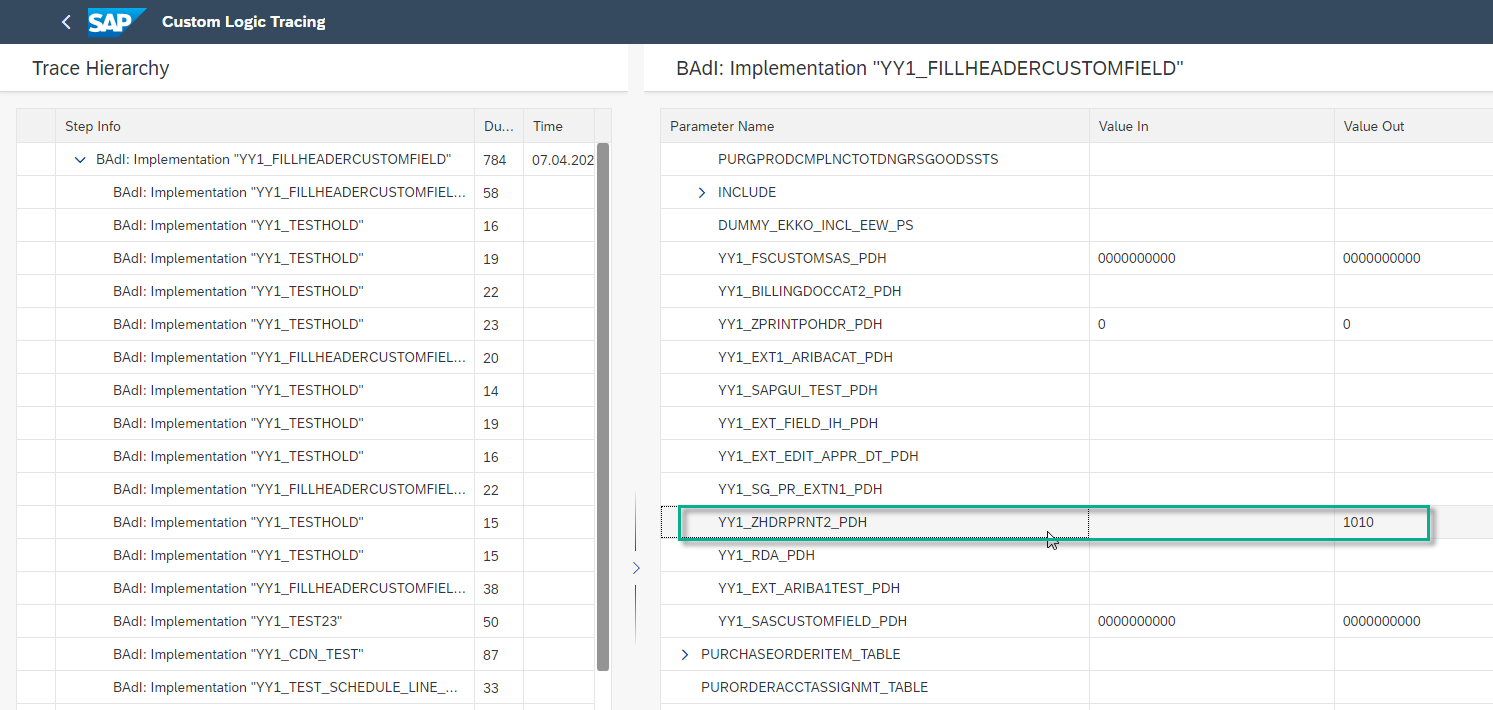 SAP Custom Logic Tracing
Trace Hierarchy
Step Info Du... Time
BAdI: Implementation "YY1_FILLHEADERCUSTOMFIELD" 784 07.04.202
BAdI: Implementation "YY1_FILLHEADERCUSTOMFIEL... 58
BAdI: Implementation "YY1_TESTHOLD" 16
BAdI: Implementation "YY1_TESTHOLD" 19
BAdI: Implementation "YY1_TESTHOLD" 22
BAdI: Implementation "YY1_TESTHOLD" 23
BAdI: Implementation "YY1_FILLHEADERCUSTOMFIEL... 20
BAdI: Implementation "YY1_TESTHOLD" 14
BAdI: Implementation "YY1_TESTHOLD" 19
BAdI: Implementation "YY1_TESTHOLD" 16
BAdI: Implementation "YY1_FILLHEADERCUSTOMFIEL... 22
BAdI: Implementation "YY1_TESTHOLD" 15
BAdI: Implementation "YY1_TESTHOLD" 15
BAdI: Implementation "YY1_FILLHEADERCUSTOMFIEL... 38
BAdI: Implementation "YY1_TEST23" 50
BAdI: Implementation "YY1_CDN_TEST" 87
BAdI: Implementation "YY1_TEST_SCHEDULE_LINE_... 33
BAdI: Implementation "YY1_FILLHEADERCUSTOMFIELD"
Parameter Name Value In Value Out
PURGPRODCMPLNCTOTDNGRSGOODSSTS
INCLUDE
DUMMY_EKKO_INCL_EEW_PS
YY1_FSCUSTOMSAS_PDH 0000000000 0000000000
YY1_BILLINGDOCCAT2_PDH
YY1_ZPRINTPOHDR_PDH 0 0
YY1_EXT1_ARIBACAT_PDH
YY1_SAPGUI_TEST_PDH
YY1_EXT_FIELD_IH_PDH
YY1_EXT_EDIT_APPR_DT_PDH
YY1_SG_PR_EXTN1_PDH
YY1_ZHDRPRNT2_PDH 1010
YY1_RDA_PDH
YY1_EXT_ARIBA1TEST_PDH
YY1_SASCUSTOMFIELD_PDH 0000000000 0000000000
PURCHASEORDERITEM_TABLE
PURORDERACCTASSIGNMT_TABLE